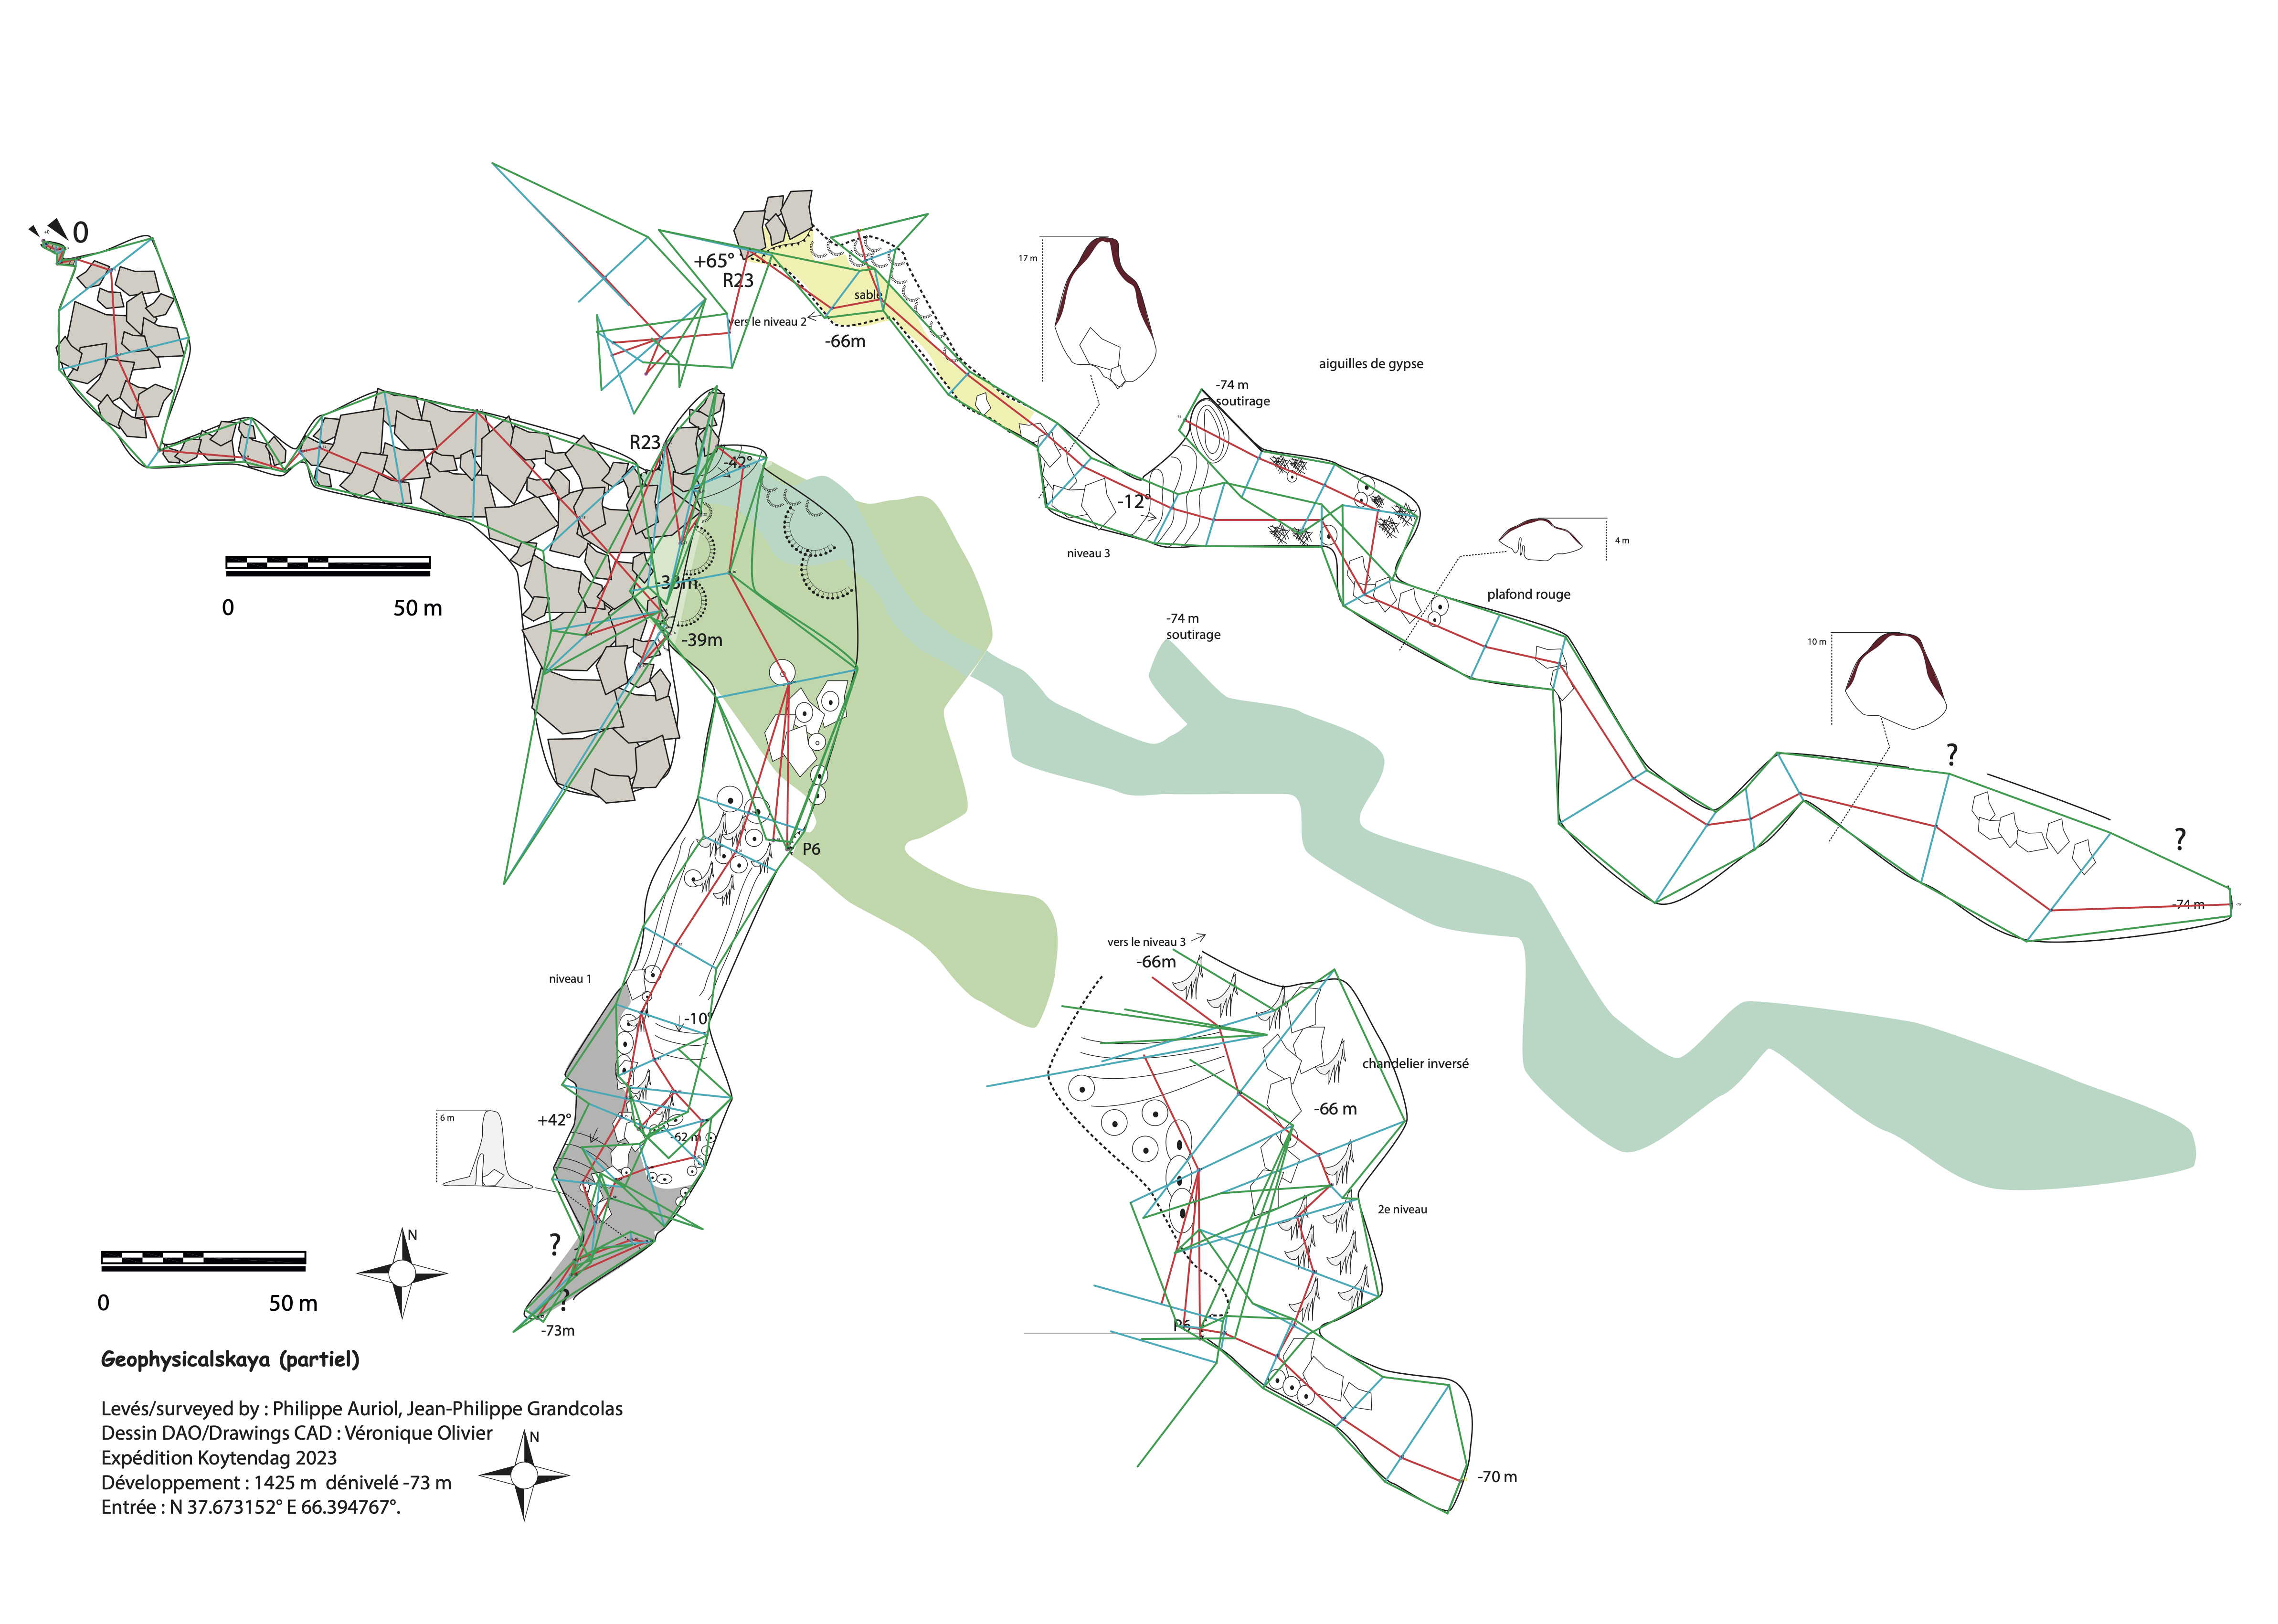 0
+65°
R23
sable
vers le niveau 2
-66m
17 m
aiguilles de gypse
-74 m
soutirage
R23
-42°
-12°
niveau 3
4 m
0
50 m
-33m
-39m
plafond rouge
-74 m
soutirage
10 m
?
?
-74 m
P6
vers le niveau 3
-66m
niveau 1
-10°
chandelier inversé
-66 m
6 m
+42°
-62 m
2e niveau
?
N
?
0
50 m
-73m
P6
Geophysicalskaya (partiel)
Levés/surveyed by : Philippe Auriol, Jean-Philippe Grandcolas
Dessin DAO/Drawings CAD : Véronique Olivier
N
Expédition Koytendag 2023
Développement : 1425 m dénivelé -73 m
Entrée : N 37.673152° E 66.394767°.
-70 m